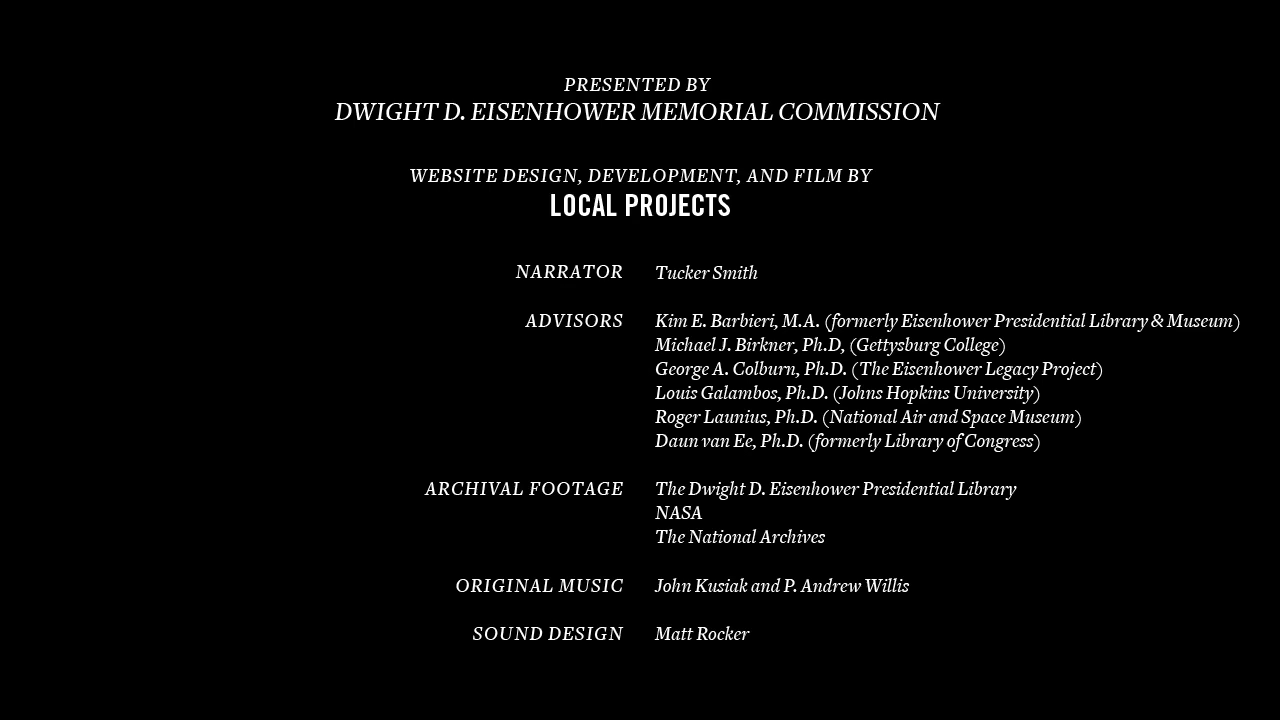 PRESENTED BY
DWIGHT D. EISENHOWER MEMORIAL COMMISSION
WEBSITE DESIGN, DEVELOPMENT, AND FILM BY
LOCAL PROJECTS
NARRATOR Tucker Smith
ADVISORS Kim E. Barbieri, M.A. (formerly Eisenhower Presidential Library & Museum)
Michael J. Birkner, Ph.D, (Gettysburg College)
George A. Colburn, Ph.D. (The Eisenhower Legacy Project)
Louis Galambos, Ph.D. (Johns Hopkins University)
Roger Launius, Ph.D. (National Air and Space Museum)
Daun van Ee, Ph.D. (formerly Library of Congress)
ARCHIVAL FOOTAGE The Dwight D. Eisenhower Presidential Library
NASA
The National Archives
ORIGINAL MUSIC John Kusiak and P. Andrew Willis
SOUND DESIGN Matt Rocker